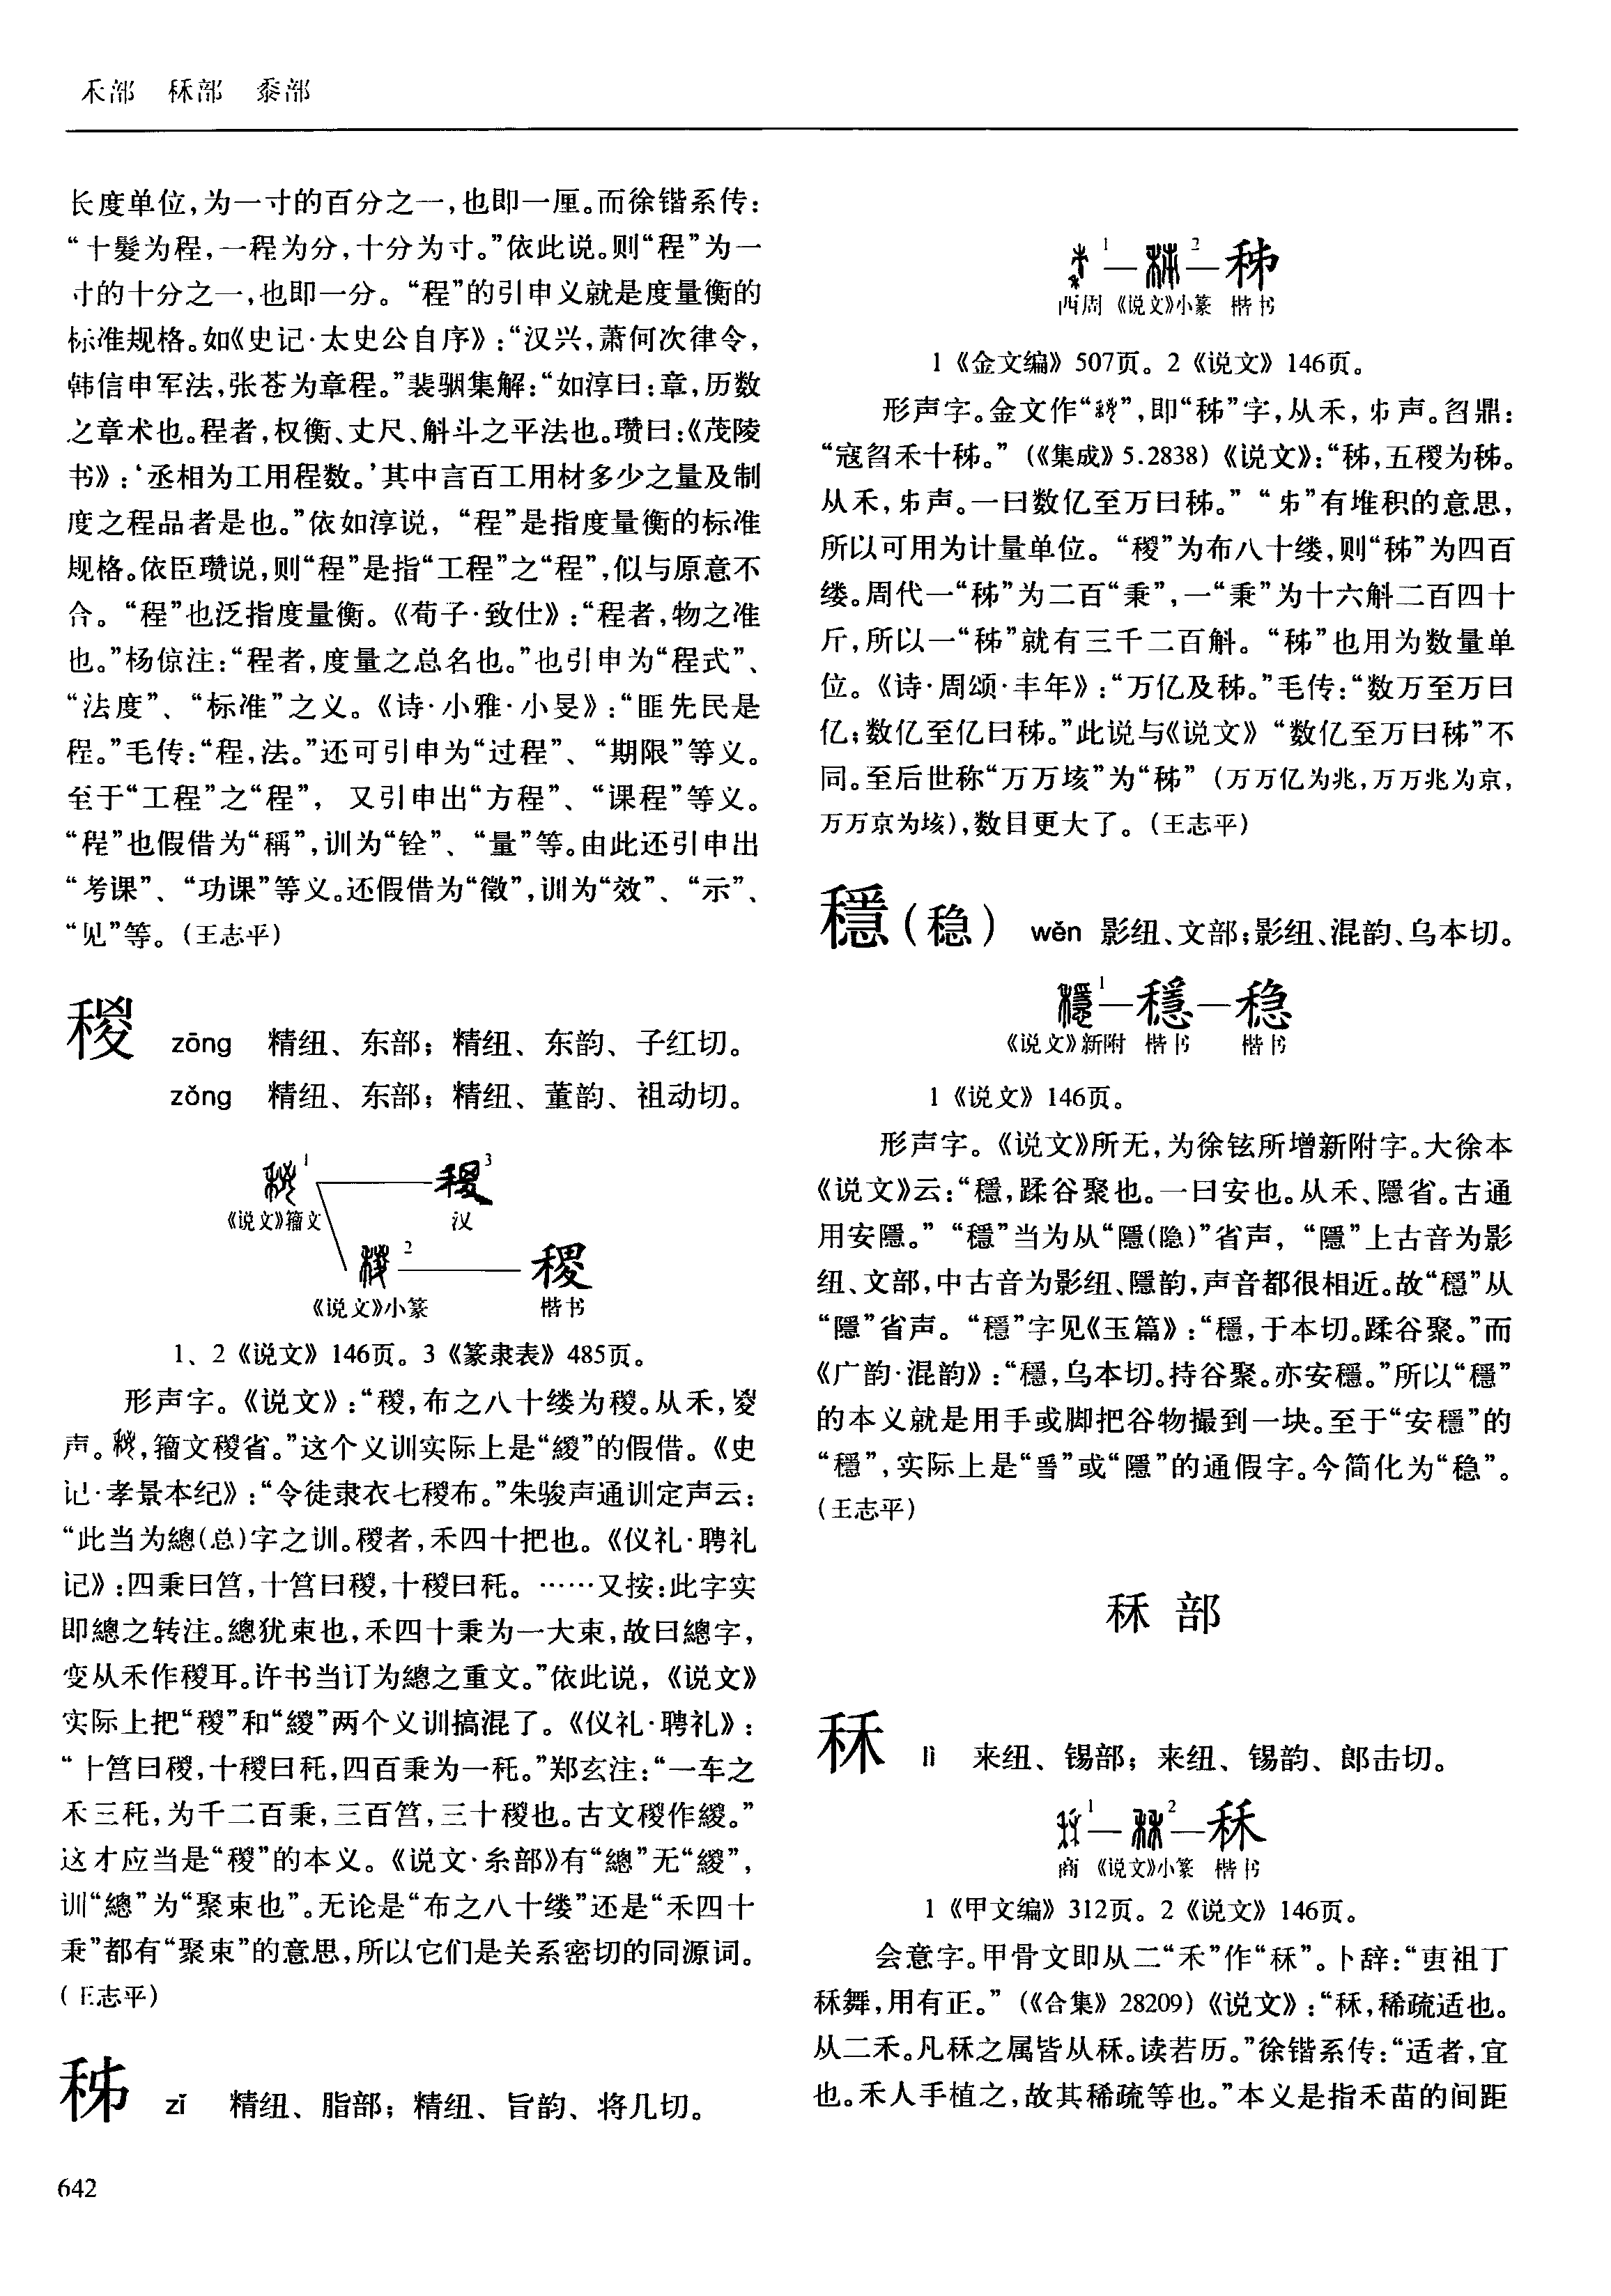 禾部　秝部　黍部
长度单位，为一寸的百分之一，也即一厘。而徐锴系传：
“十髮为程，一程为分，十分为寸。”依此说。则“程”为一
寸的十分之一，也即一分。“程”的引申义就是度量衡的
标准规格。如《史记·太史公自序》：“汉兴，萧何次律令，
韩信申军法，张苍为章程。”裴骃集解：“如淳曰：章，历数
之章术也。程者，权衡、丈尺、斛斗之平法也。瓒曰：《茂陵
书》：‘丞相为工用程数。’其中言百工用材多少之量及制
度之程品者是也。”依如淳说，“程”是指度量衡的标准
规格。依臣瓒说，则“程”是指“工程”之“程”，似与原意不
合。“程”也泛指度量衡。《荀子·致仕》：“程者，物之准
也。”杨倞注：“程者，度量之总名也。”也引申为“程式”、
“法度”、“标准”之义。《诗·小雅·小旻》：“匪先民是
程。”毛传：“程，法。”还可引申为“过程”、“期限”等义。
至于“工程”之“程”，又引申出“方程”、“课程”等义。
“程”也假借为“稱”，训为“铨”、“量”等。由此还引申出
“考课”、“功课”等义。还假借为“徵”，训为“效”、“示”、
“见”等。（王志平）
稯　zōng　精纽、东部；精纽、东韵、子红切。
zǒng　精纽、东部；精纽、董韵、祖动切。
1　3
《说文》籀文　汉
2　稯
《说文》小篆　楷书
1、2《说文》146页。3《篆隶表》485页。
形声字。《说文》：“稯，布之八十缕为稯。从禾，㚇
声。，籀文稯省。”这个义训实际上是“緵”的假借。《史
记·孝景本纪》：“令徒隶衣七稯布。”朱骏声通训定声云：
“此当为總（总）字之训。稯者，禾四十把也。《仪礼·聘礼
记》：四秉曰筥，十筥曰稯，十稯曰秅。……又按：此字实
即總之转注。總犹束也，禾四十秉为一大束，故曰總字，
变从禾作稯耳。许书当订为總之重文。”依此说，《说文》
实际上把“稯”和“緵”两个义训搞混了。《仪礼·聘礼》：
“十筥曰稯，十稯曰秅，四百秉为一秅。”郑玄注：“一车之
禾三秅，为千二百秉，三百筥，三十稯也。古文稯作緵。”
这才应当是“稯”的本义。《说文·糸部》有“總”无“緵”，
训“總”为“聚束也”。无论是“布之八十缕”还是“禾四十
秉”都有“聚束”的意思，所以它们是关系密切的同源词。
（王志平）
秭　zǐ　精纽、脂部；精纽、旨韵、将几切。
642
1—2—秭
西周　《说文》小篆　楷书
1《金文编》507页。2《说文》146页。
形声字。金文作“”，即“秭”字，从禾，𠂔声。曶鼎：
“寇曶禾十秭。”（《集成》5.2838）《说文》：“秭，五稯为秭。
从禾，𠂔声。一曰数亿至万曰秭。”“𠂔”有堆积的意思，
所以可用为计量单位。“稯”为布八十缕，则“秭”为四百
缕。周代一“秭”为二百“秉”，一“秉”为十六斛二百四十
斤，所以一“秭”就有三千二百斛。“秭”也用为数量单
位。《诗·周颂·丰年》：“万亿及秭。”毛传：“数万至万曰
亿；数亿至亿曰秭。”此说与《说文》“数亿至万曰秭”不
同。至后世称“万万垓”为“秭”（万万亿为兆，万万兆为京，
万万京为垓），数目更大了。（王志平）
穩（稳）　wěn 影纽、文部；影纽、混韵、乌本切。
1—穩—稳
《说文》新附　楷书　楷书
1《说文》146页。
形声字。《说文》所无，为徐铉所增新附字。大徐本
《说文》云：“穩，蹂谷聚也。一曰安也。从禾、隱省。古通
用安隱。”“穩”当为从“隱（隐）”省声，“隱”上古音为影
纽、文部，中古音为影纽、隱韵，声音都很相近。故“穩”从
“隱”省声。“穩”字见《玉篇》：“穩，于本切。蹂谷聚。”而
《广韵·混韵》：“穩，乌本切。持谷聚。亦安穩。”所以“穩”
的本义就是用手或脚把谷物撮到一块。至于“安穩”的
“穩”，实际上是“㥯”或“隱”的通假字。今简化为“稳”。
（王志平）
秝 部
秝　lì　来纽、锡部；来纽、锡韵、郎击切。
1—2—秝
商　《说文》小篆　楷书
1《甲文编》312页。2《说文》146页。
会意字。甲骨文即从二“禾”作“秝”。卜辞：“叀祖丁
秝舞，用有正。”（《合集》28209）《说文》：“秝，稀疏适也。
从二禾。凡秝之属皆从秝。读若历。”徐锴系传：“适者，宜
也。禾人手植之，故其稀疏等也。”本义是指禾苗的间距